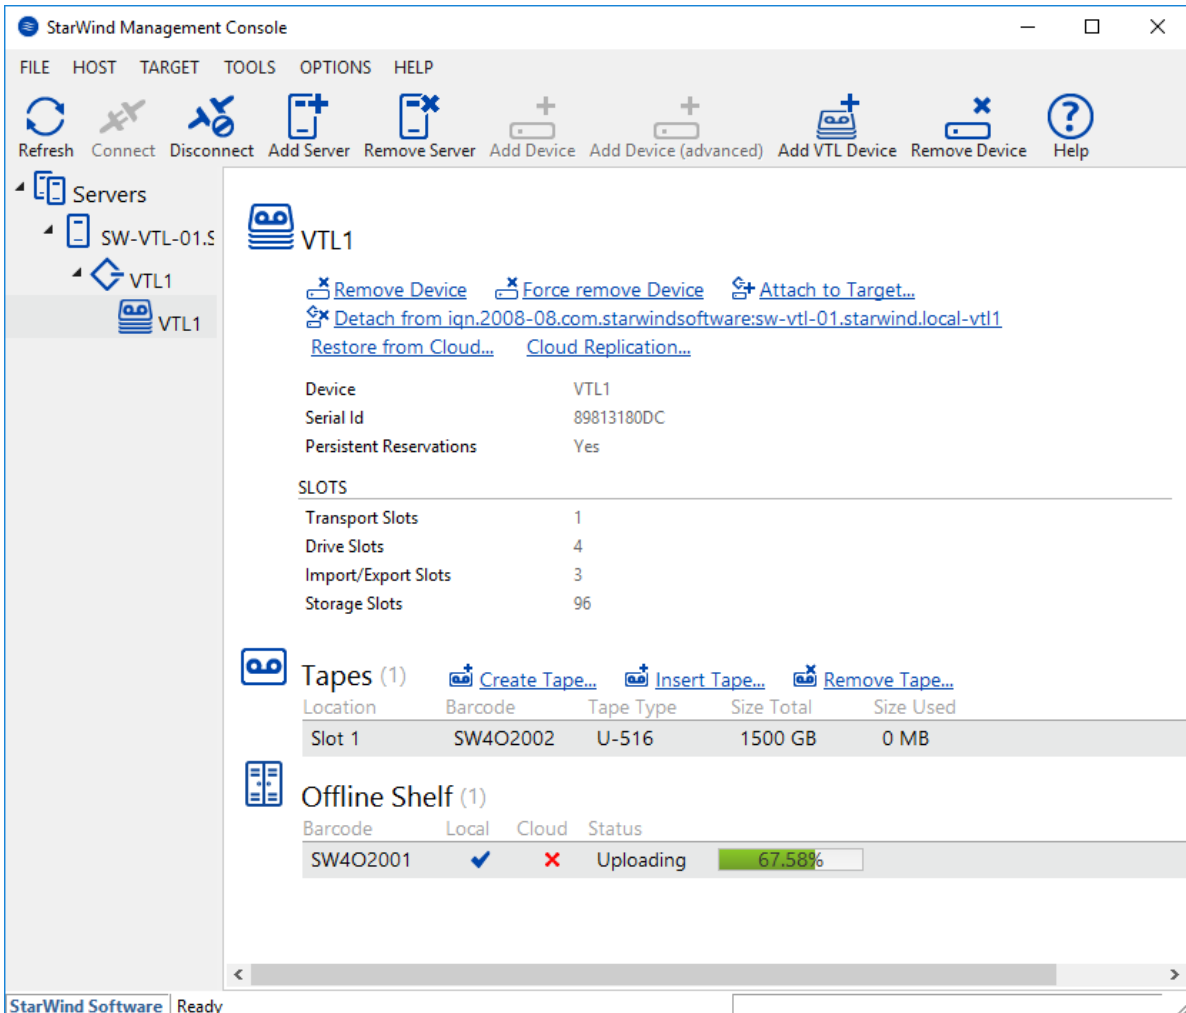 StarWind Management Console
FILE HOST TARGET TOOLS OPTIONS HELP
Refresh Connect Disconnect Add Server Remove Server Add Device Add Device (advanced) Add VTL Device Remove Device Help
Servers
SW-VTL-01.S
VTL1
VTL1
VTL1
Remove Device Force remove Device Attach to Target...
Detach from iqn.2008-08.com.starwindsoftware:sw-vtl-01.starwind.local-vtl1
Restore from Cloud... Cloud Replication...
Device VTL1
Serial Id 89813180DC
Persistent Reservations Yes
SLOTS
Transport Slots 1
Drive Slots 4
Import/Export Slots 3
Storage Slots 96
Tapes (1) Create Tape... Insert Tape... Remove Tape...
Location Barcode Tape Type Size Total Size Used
Slot 1 SW4O2002 U-516 1500 GB 0 MB
Offline Shelf (1)
Barcode Local Cloud Status
SW4O2001 Uploading 67.58%
StarWind Software Ready